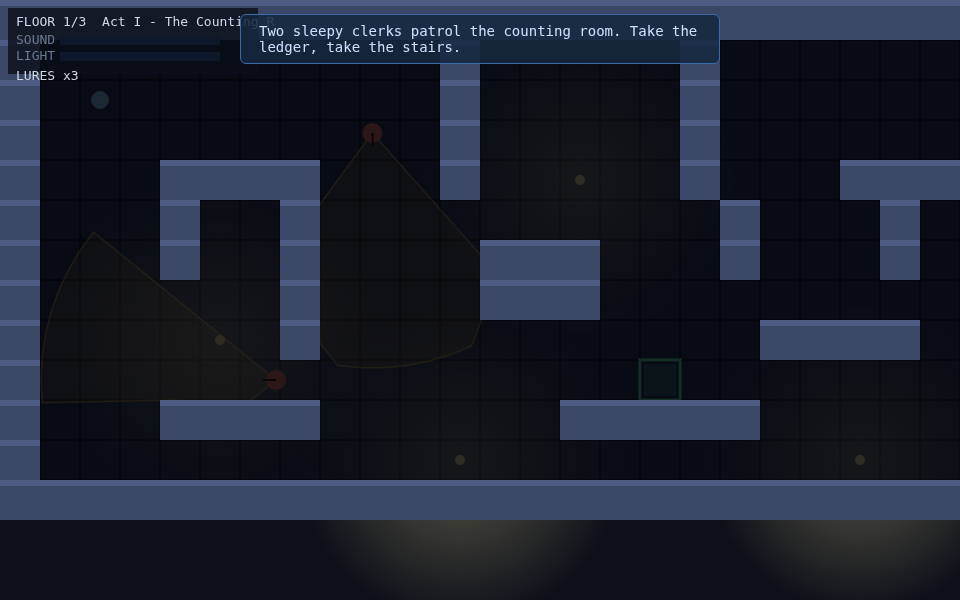 FLOOR 1/3  Act I - The Counting R
Two sleepy clerks patrol the counting room. Take the
ledger, take the stairs.
SOUND
LIGHT
LURES x3